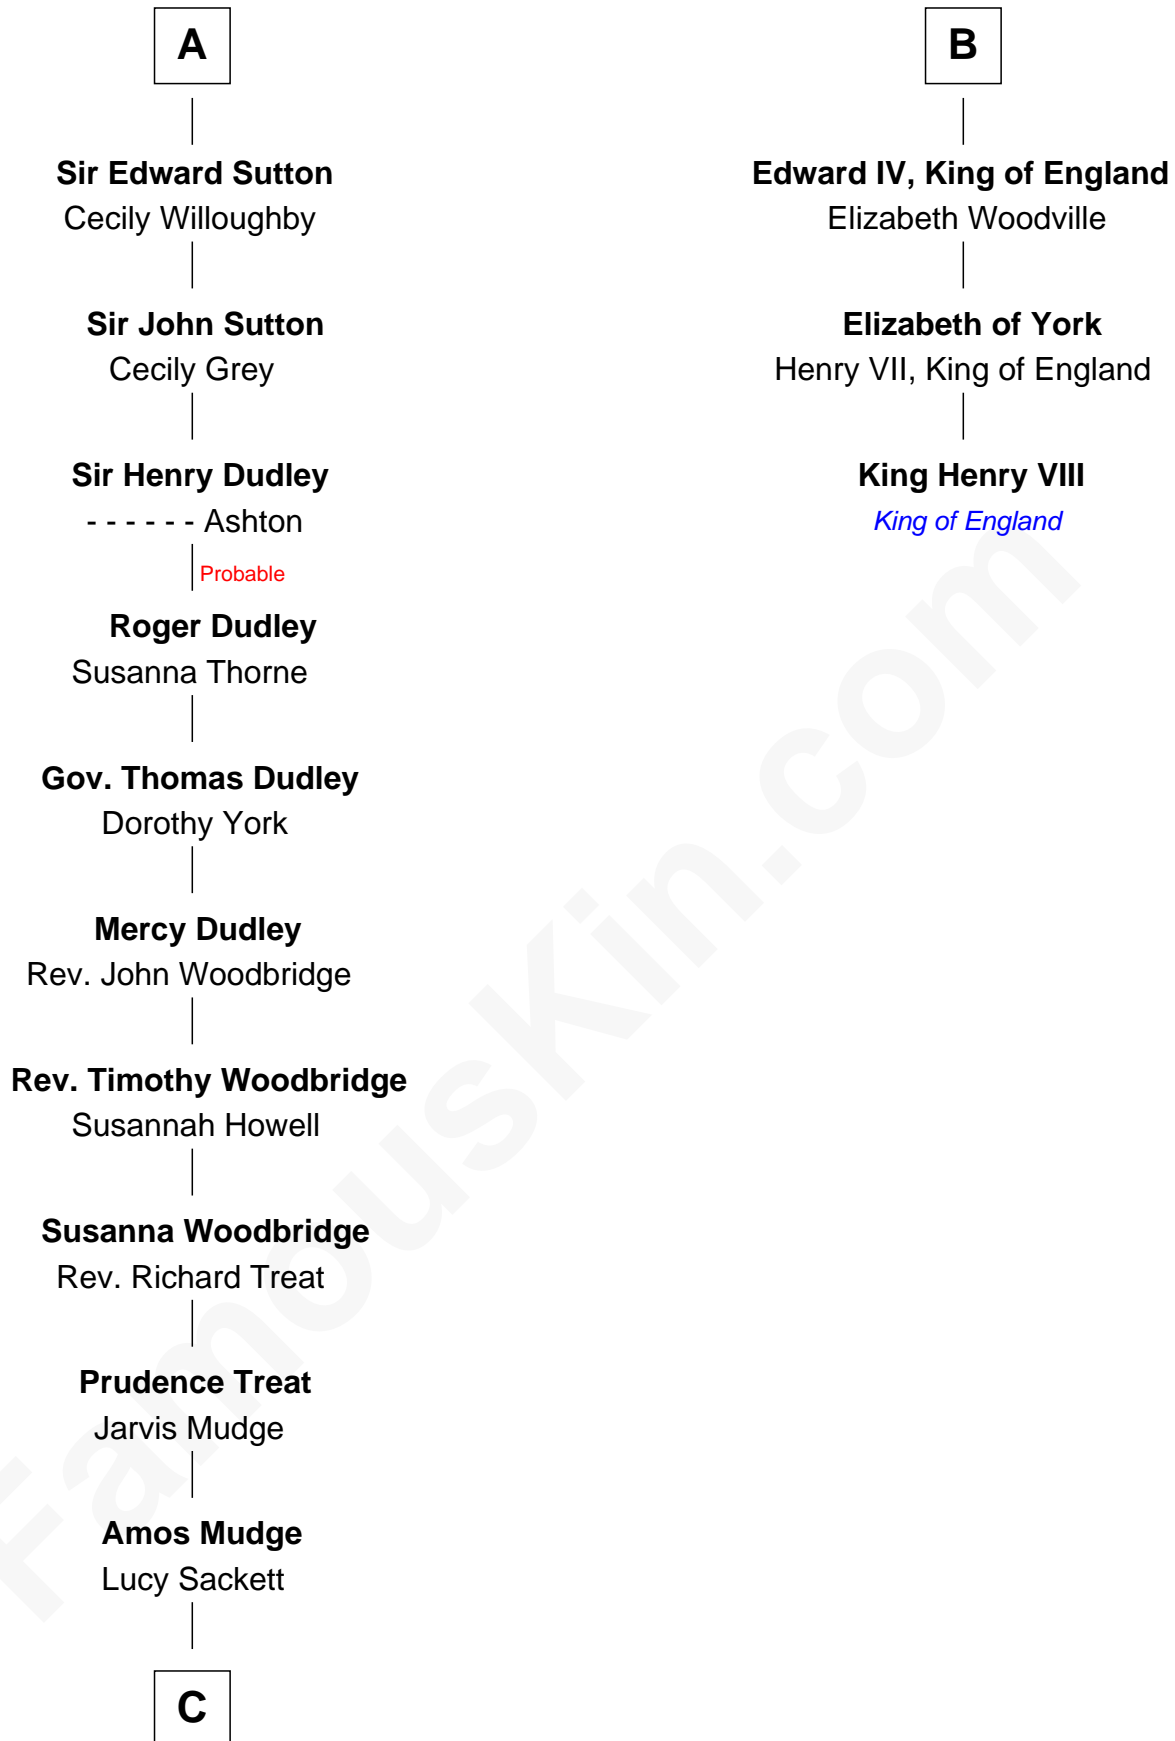 A
Sir Edward Sutton
Cecily Willoughby
Sir John Sutton
Cecily Grey
Sir Henry Dudley
- - - - - - Ashton
Probable
Roger Dudley
Susanna Thorne
Gov. Thomas Dudley
Dorothy York
Mercy Dudley
Rev. John Woodbridge
Rev. Timothy Woodbridge
Susannah Howell
Susanna Woodbridge
Rev. Richard Treat
Prudence Treat
Jarvis Mudge
Amos Mudge
Lucy Sackett
C
B
Edward IV, King of England
Elizabeth Woodville
Elizabeth of York
Henry VII, King of England
King Henry VIII
King of England
FamousKin.com